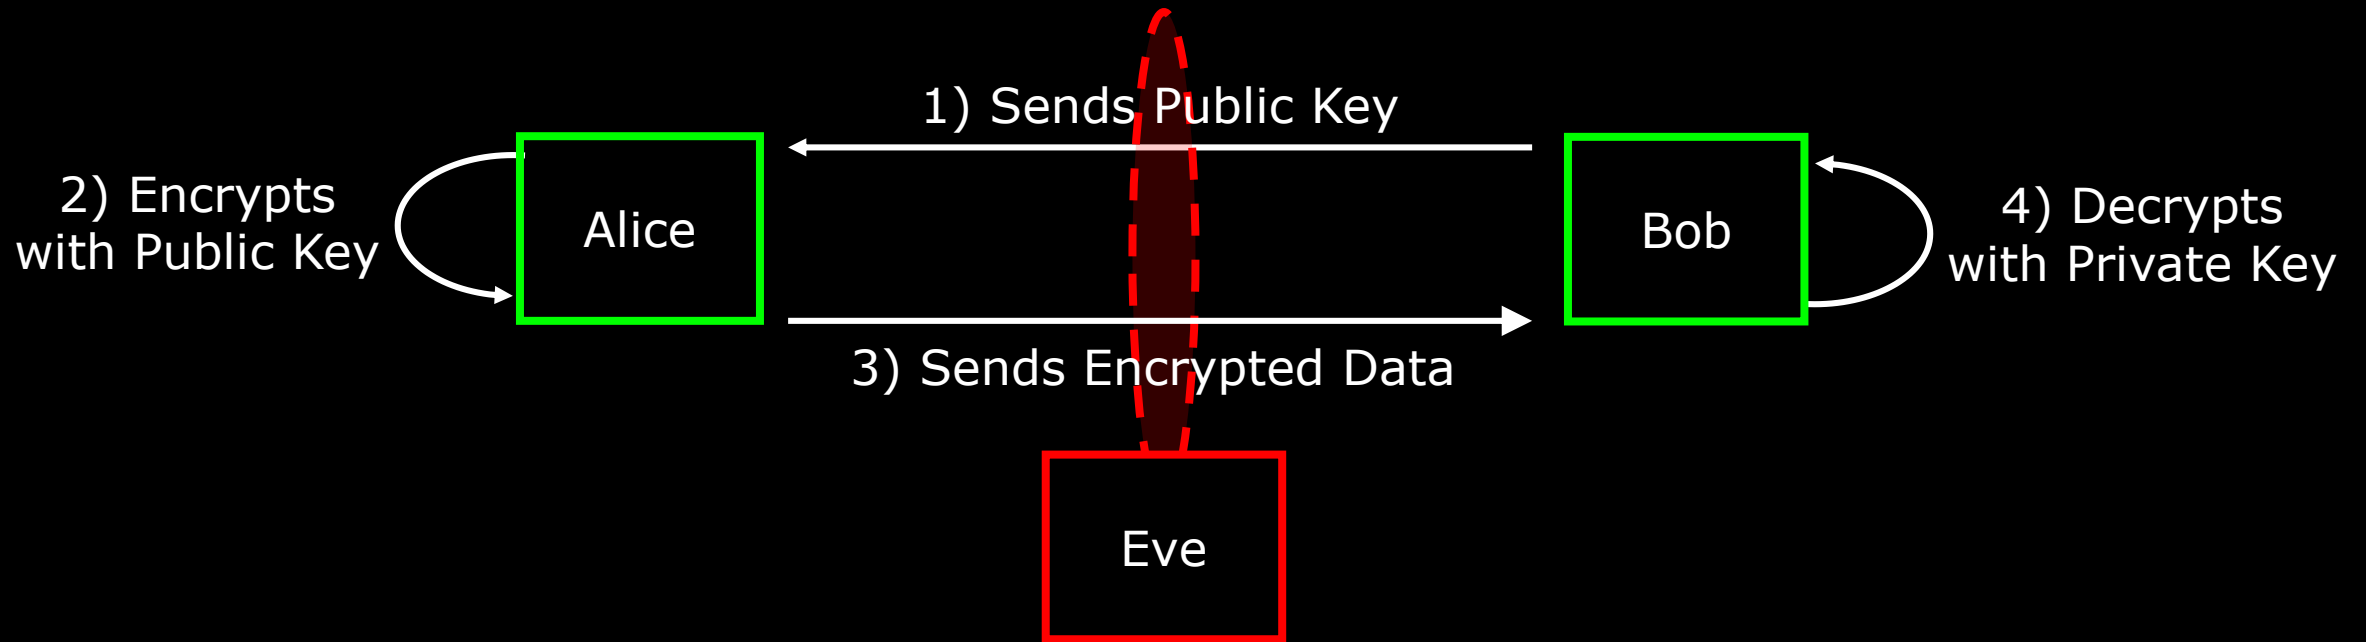 1) Sends Public Key
2) Encrypts
with Public Key
Alice
Bob
4) Decrypts
with Private Key
3) Sends Encrypted Data
Eve